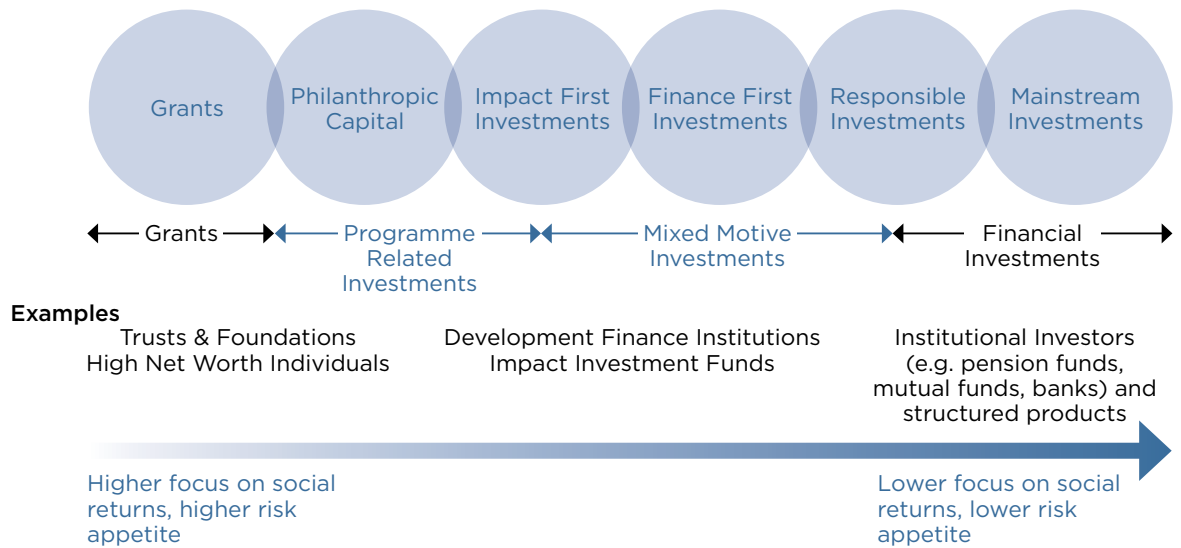 Grants
Philanthropic
Capital
Impact First
Investments
Finance First
Investments
Responsible
Investments
Mainstream
Investments
Grants
Programme
Related
Investments
Mixed Motive
Investments
Financial
Investments
Examples
Trusts & Foundations
High Net Worth Individuals
Development Finance Institutions
Impact Investment Funds
Institutional Investors
(e.g. pension funds,
mutual funds, banks) and
structured products
Higher focus on social
returns, higher risk
appetite
Lower focus on social
returns, lower risk
appetite